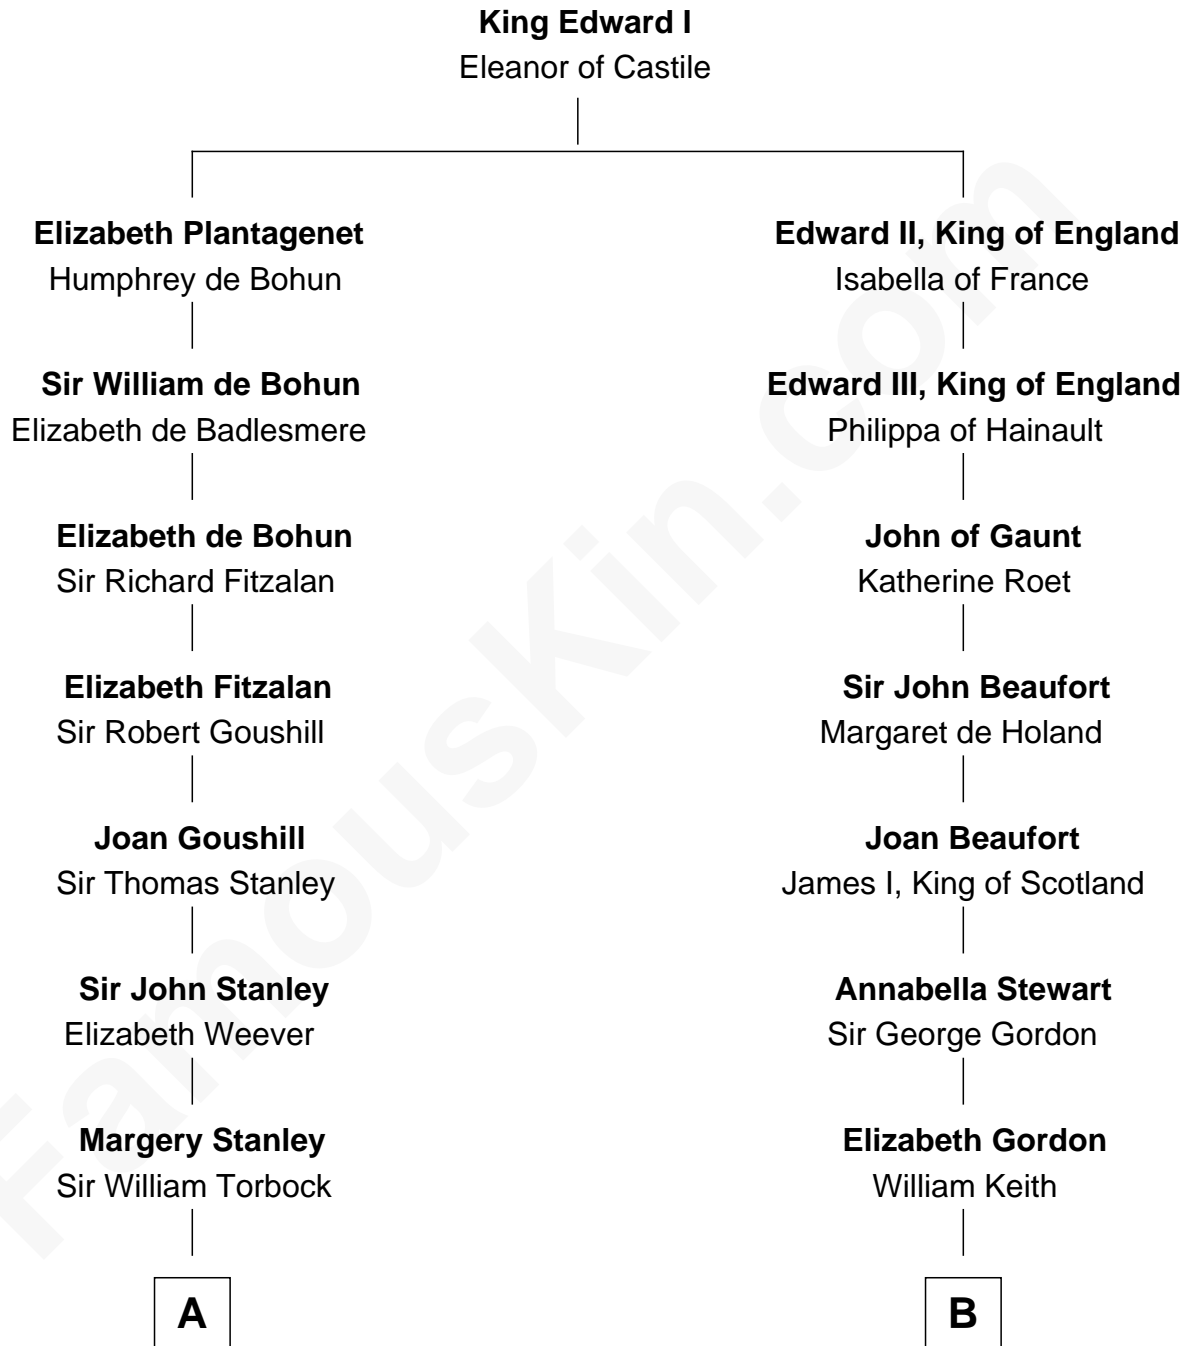 King Edward I
Eleanor of Castile
Elizabeth Plantagenet
Humphrey de Bohun
Edward II, King of England
Isabella of France
Sir William de Bohun
Elizabeth de Badlesmere
Edward III, King of England
Philippa of Hainault
Elizabeth de Bohun
Sir Richard Fitzalan
John of Gaunt
Katherine Roet
Elizabeth Fitzalan
Sir Robert Goushill
Sir John Beaufort
Margaret de Holand
Joan Goushill
Sir Thomas Stanley
Joan Beaufort
James I, King of Scotland
Sir John Stanley
Elizabeth Weever
Annabella Stewart
Sir George Gordon
Margery Stanley
Sir William Torbock
Elizabeth Gordon
William Keith
A
B
FamousKin.com